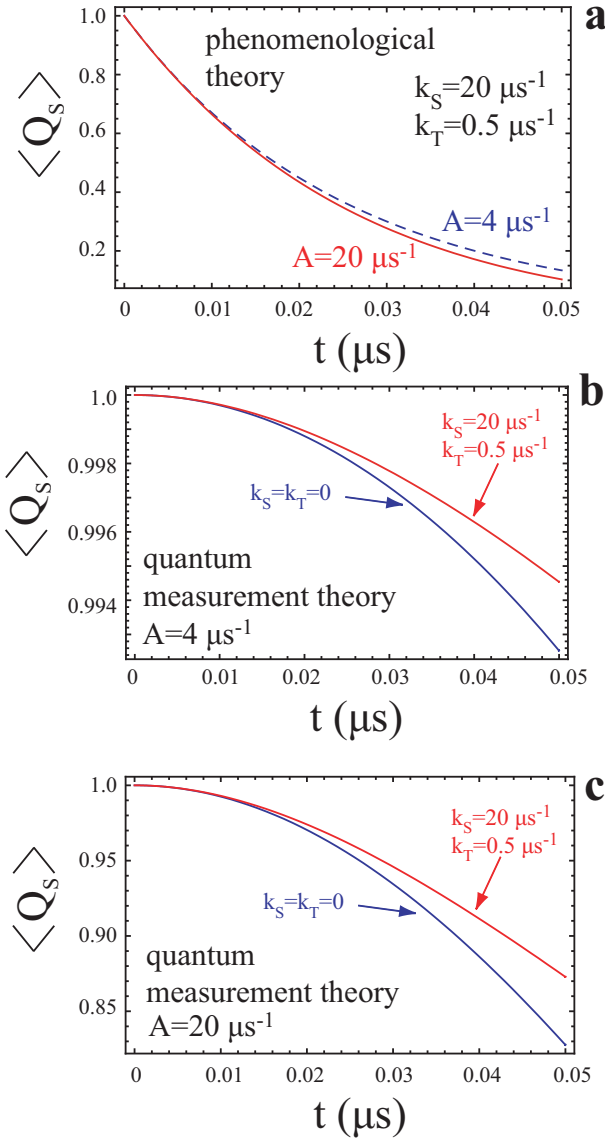 a
phenomenological
theory
k_S=20 μs⁻¹
k_T=0.5 μs⁻¹
A=4 μs⁻¹
A=20 μs⁻¹
⟨Q_S⟩
1.0
0.8
0.6
0.4
0.2
0 0.01 0.02 0.03 0.04 0.05
t (μs)
b
k_S=20 μs⁻¹
k_T=0.5 μs⁻¹
k_S=k_T=0
quantum
measurement theory
A=4 μs⁻¹
⟨Q_S⟩
1.0
0.998
0.996
0.994
0 0.01 0.02 0.03 0.04 0.05
t (μs)
c
k_S=20 μs⁻¹
k_T=0.5 μs⁻¹
k_S=k_T=0
quantum
measurement theory
A=20 μs⁻¹
⟨Q_S⟩
1.0
0.95
0.90
0.85
0 0.01 0.02 0.03 0.04 0.05
t (μs)